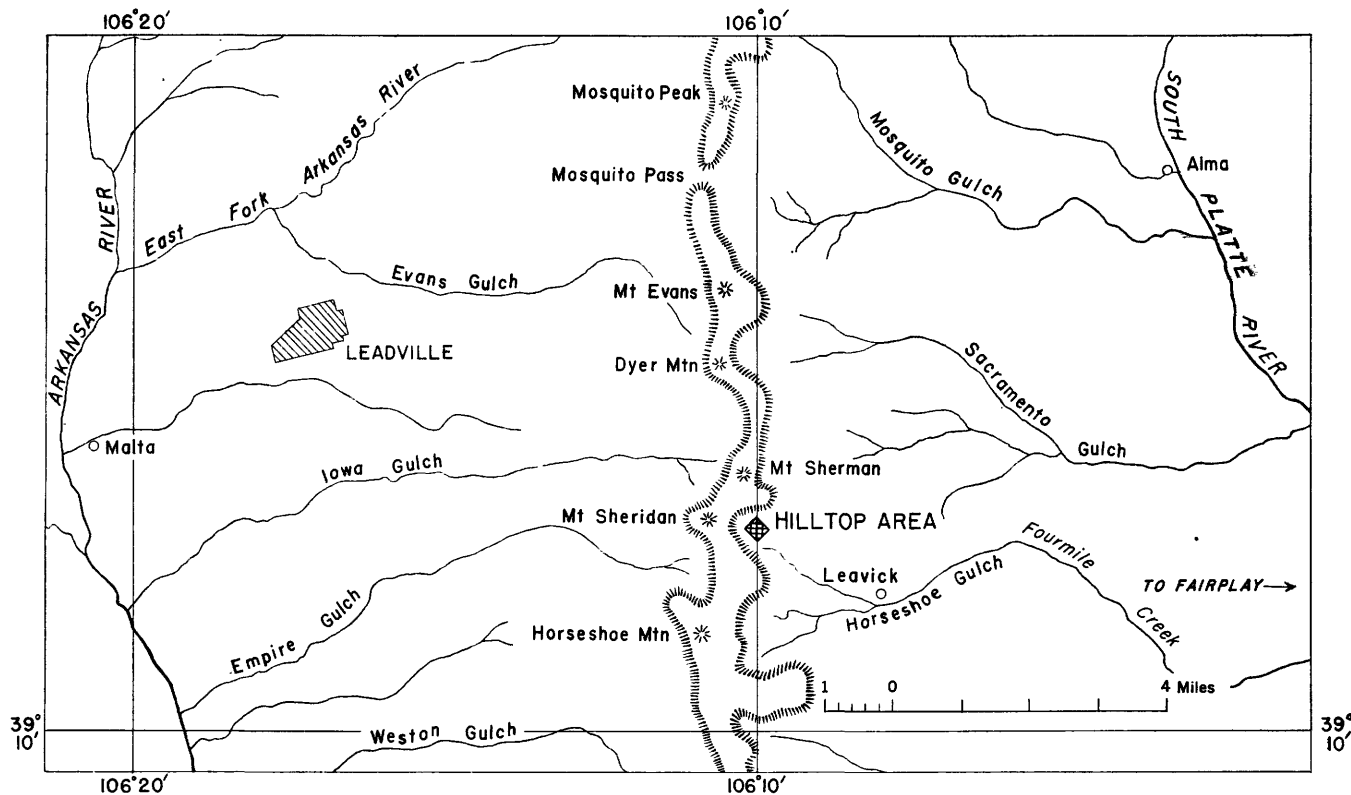 106°20′
106°10′
Mosquito Peak
East Fork Arkansas River
SOUTH PLATTE RIVER
Mosquito Gulch
Alma
Mosquito Pass
ARKANSAS RIVER
Evans Gulch
Mt Evans
LEADVILLE
Dyer Mtn
Sacramento Gulch
Malta
Iowa Gulch
Mt Sherman
Mt Sheridan
HILLTOP AREA
Leavick
Horseshoe Gulch
Fourmile Creek
TO FAIRPLAY→
Empire Gulch
Horseshoe Mtn
1 0 4 Miles
39°
10′
39°
10′
Weston Gulch
106°20′
106°10′